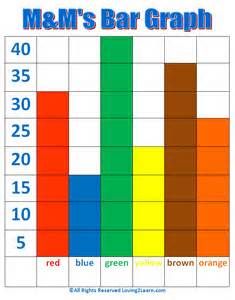 M&M's Bar Graph
40
35
30
25
20
15
10
5
red blue green yellow brown orange
©All Rights Reserved Loving2Learn.com